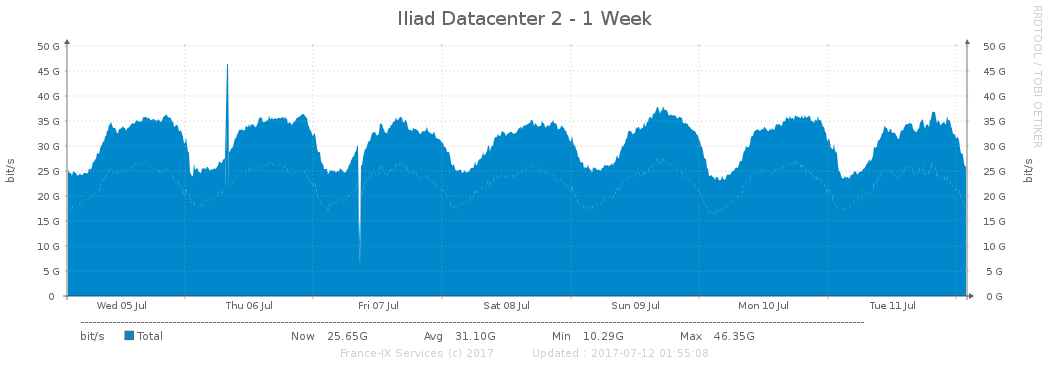 Iliad Datacenter 2 - 1 Week
RRDTOOL / TOBI OETIKER
bit/s
bit/s
50 G 50 G
45 G 45 G
40 G 40 G
35 G 35 G
30 G 30 G
25 G 25 G
20 G 20 G
15 G 15 G
10 G 10 G
5 G 5 G
0 0 G
Wed 05 Jul Thu 06 Jul Fri 07 Jul Sat 08 Jul Sun 09 Jul Mon 10 Jul Tue 11 Jul
bit/s Total Now 25.65G Avg 31.10G Min 10.29G Max 46.35G
France-IX Services (c) 2017 Updated : 2017-07-12 01:55:08